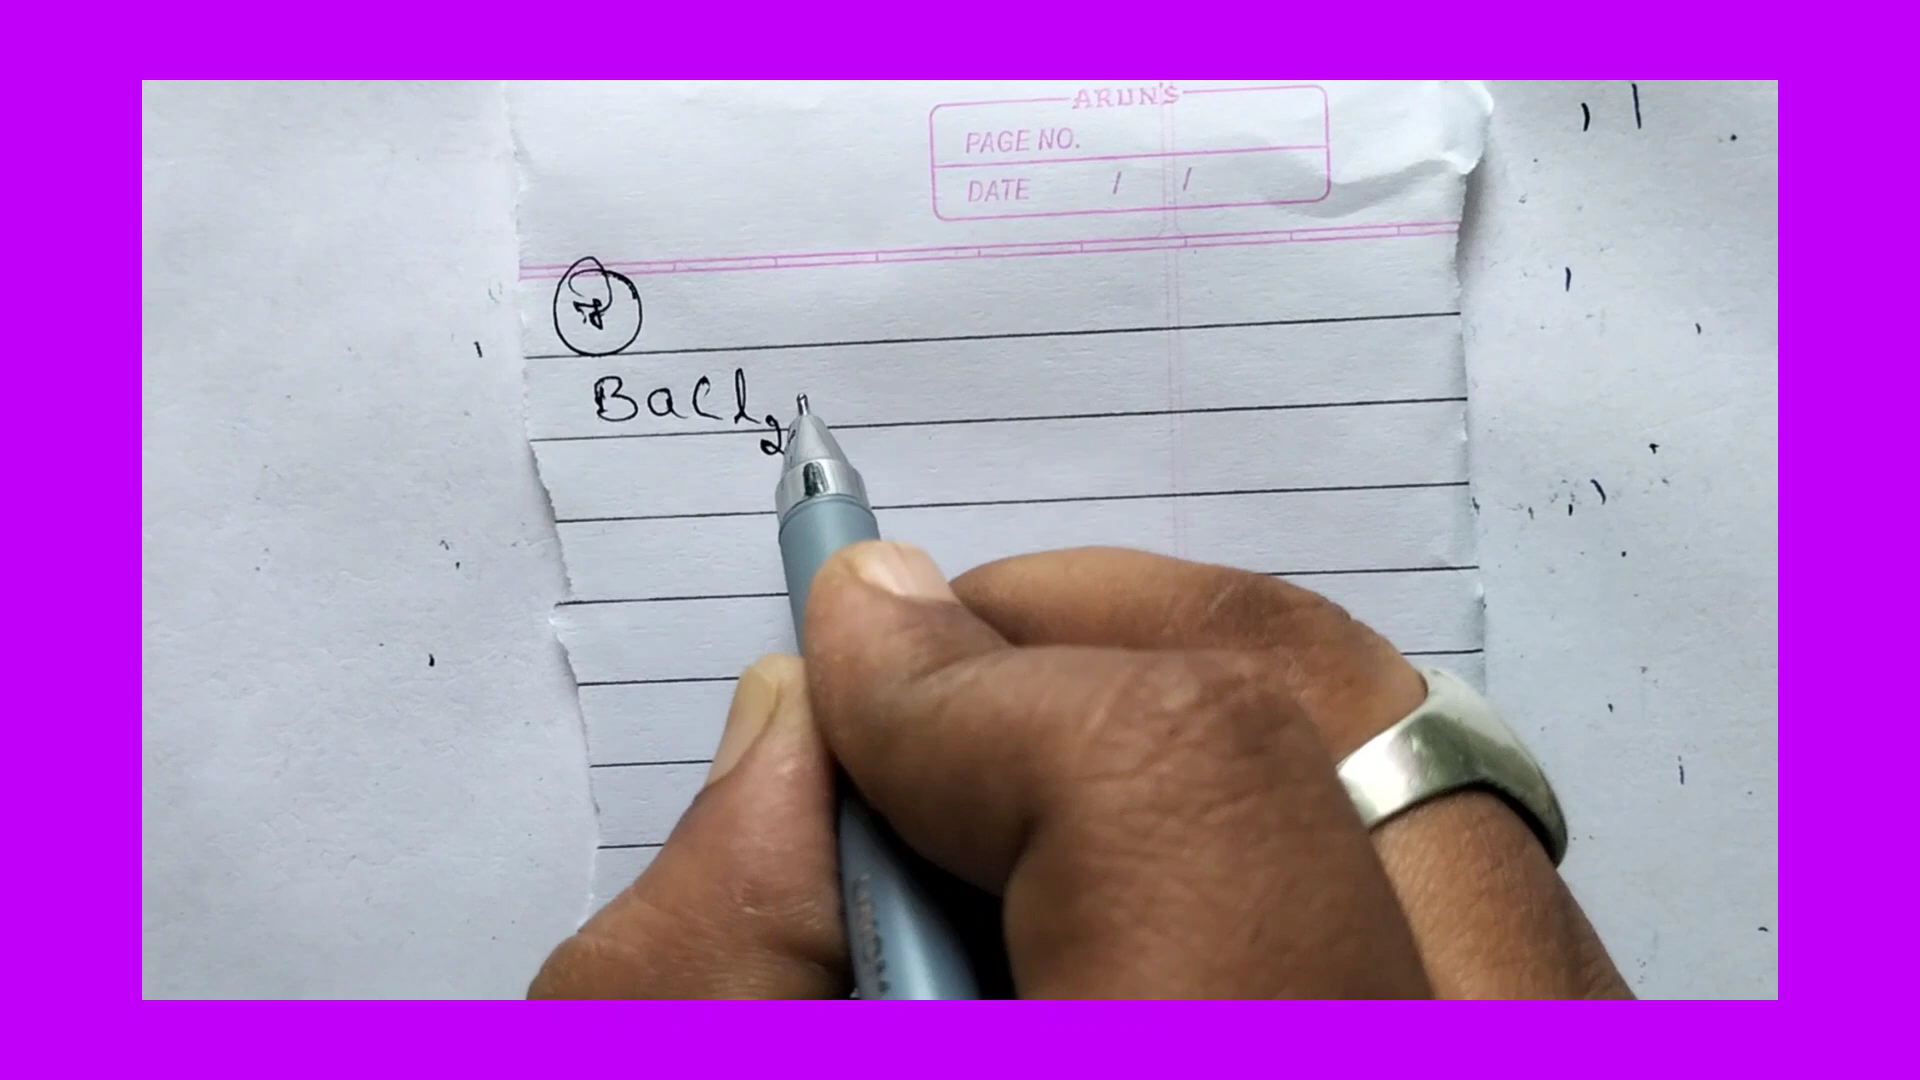 ARUN'S
PAGE NO.
DATE / /
BaCl₂